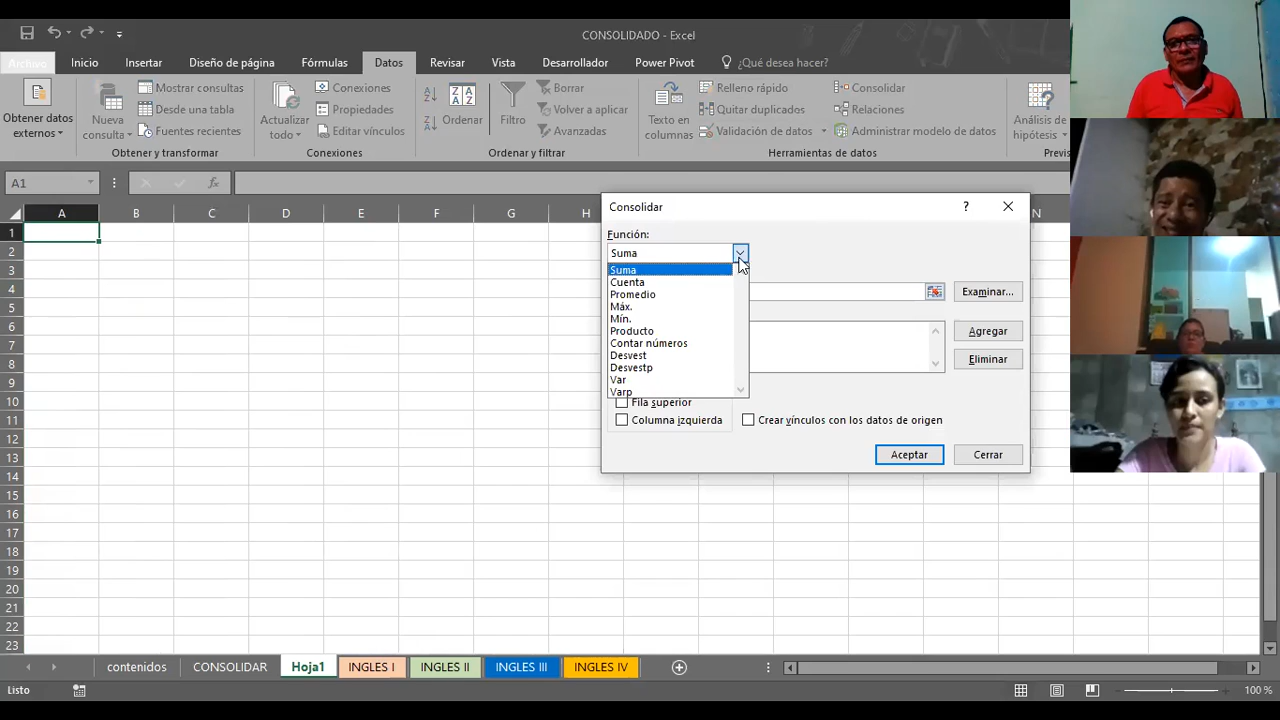 CONSOLIDADO - Excel
Archivo Inicio Insertar Diseño de página Fórmulas Datos Revisar Vista Desarrollador Power Pivot ¿Qué desea hacer?
Obtener datos externos
Nueva consulta
Mostrar consultas
Desde una tabla
Fuentes recientes
Obtener y transformar
Actualizar todo
Conexiones
Propiedades
Editar vínculos
Conexiones
Ordenar
Filtro
Borrar
Volver a aplicar
Avanzadas
Ordenar y filtrar
Texto en columnas
Relleno rápido
Quitar duplicados
Validación de datos
Consolidar
Relaciones
Administrar modelo de datos
Herramientas de datos
Análisis de hipótesis
Previs
A1
fx
A B C D E F G H N
1
2
3
4
5
6
7
8
9
10
11
12
13
14
15
16
17
18
19
20
21
22
23
Consolidar ?
Función:
Suma
Suma
Cuenta
Promedio
Máx.
Mín.
Producto
Contar números
Desvest
Desvestp
Var
Varp
Examinar...
Agregar
Eliminar
Fila superior
Columna izquierda
Crear vínculos con los datos de origen
Aceptar Cerrar
contenidos CONSOLIDAR Hoja1 INGLES I INGLES II INGLES III INGLES IV
Listo 100 %